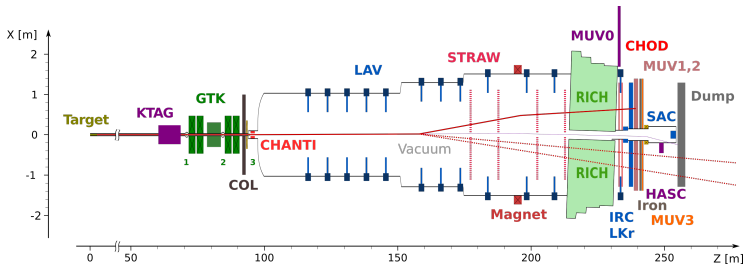 X [m]
MUV0
CHOD
STRAW
MUV1,2
LAV
GTK
KTAG
RICH
SAC
Dump
Target
CHANTI
Vacuum
1
2
3
RICH
COL
HASC
Magnet
Iron
IRC
MUV3
LKr
2
1
0
-1
-2
0
50
100
150
200
250
Z [m]